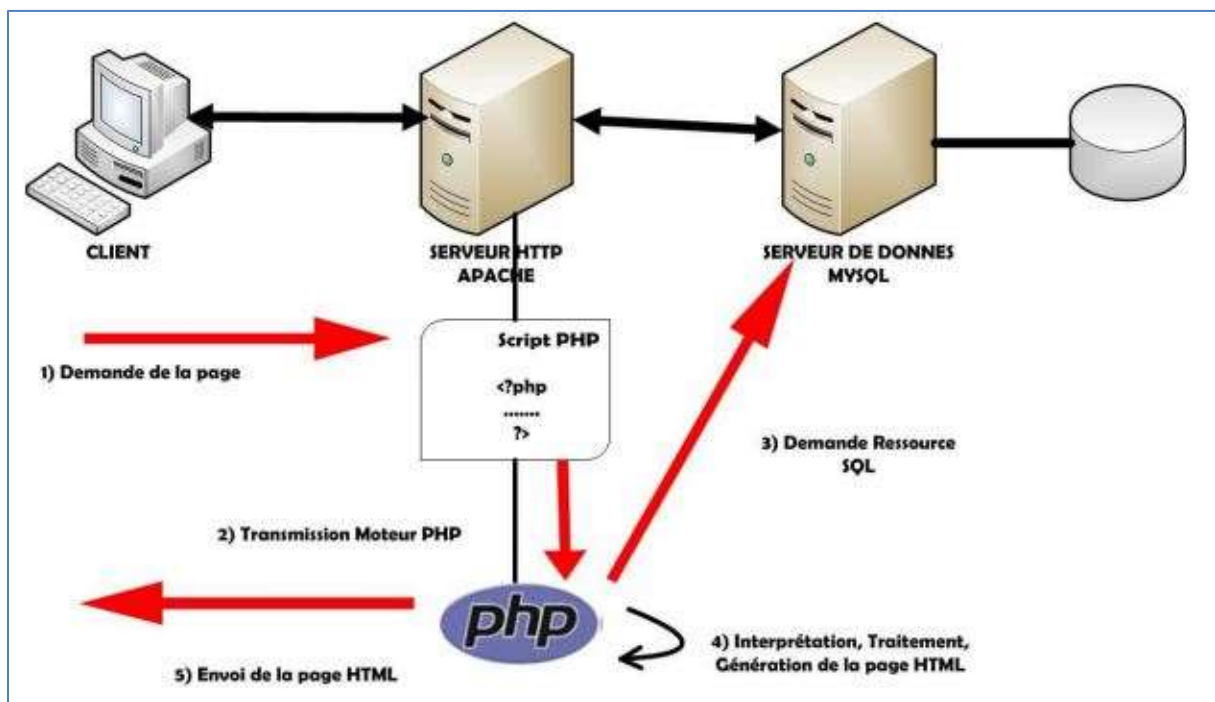 CLIENT
SERVEUR HTTP
APACHE
SERVEUR DE DONNES
MYSQL
1) Demande de la page
Script PHP
<?php
.......
?>
3) Demande Ressource
SQL
2) Transmission Moteur PHP
php
4) Interprétation, Traitement,
Génération de la page HTML
5) Envoi de la page HTML